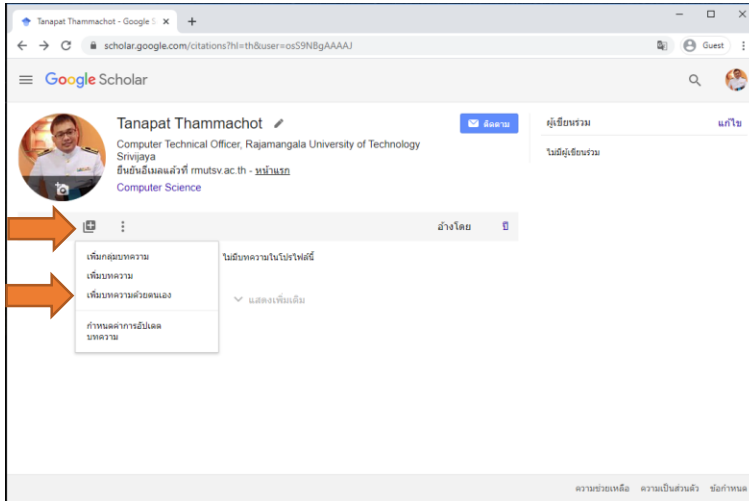 Tanapat Thammachot - Google S
scholar.google.com/citations?hl=th&user=osS9NBgAAAAJ
Guest
Google Scholar
Tanapat Thammachot
ติดตาม
Computer Technical Officer, Rajamangala University of Technology
Srivijaya
ยืนยันอีเมลแล้วที่ rmutsv.ac.th - หน้าแรก
Computer Science
ผู้เขียนร่วม
แก้ไข
ไม่มีผู้เขียนร่วม
อ้างโดย
ปี
เพิ่มกลุ่มบทความ
เพิ่มบทความ
เพิ่มบทความด้วยตนเอง
กำหนดค่าการอัปเดต
บทความ
ไม่มีบทความในโปรไฟล์นี้
แสดงเพิ่มเติม
ความช่วยเหลือ ความเป็นส่วนตัว ข้อกำหนด